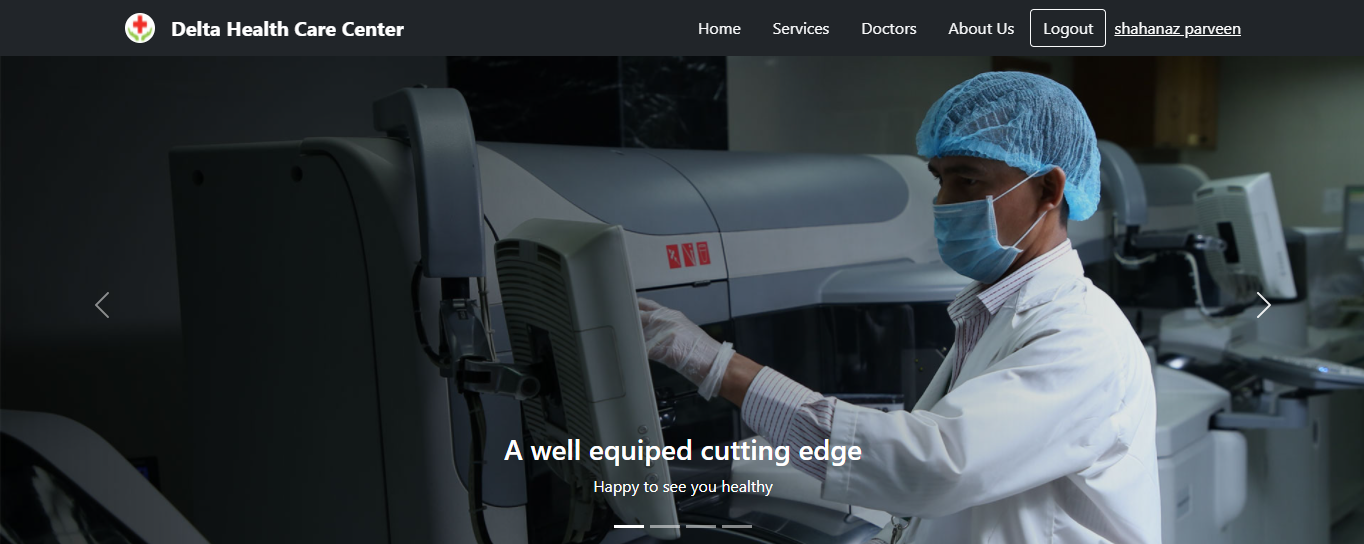 Delta Health Care Center
Home Services Doctors About Us Logout shahanaz parveen
A well equiped cutting edge
Happy to see you healthy